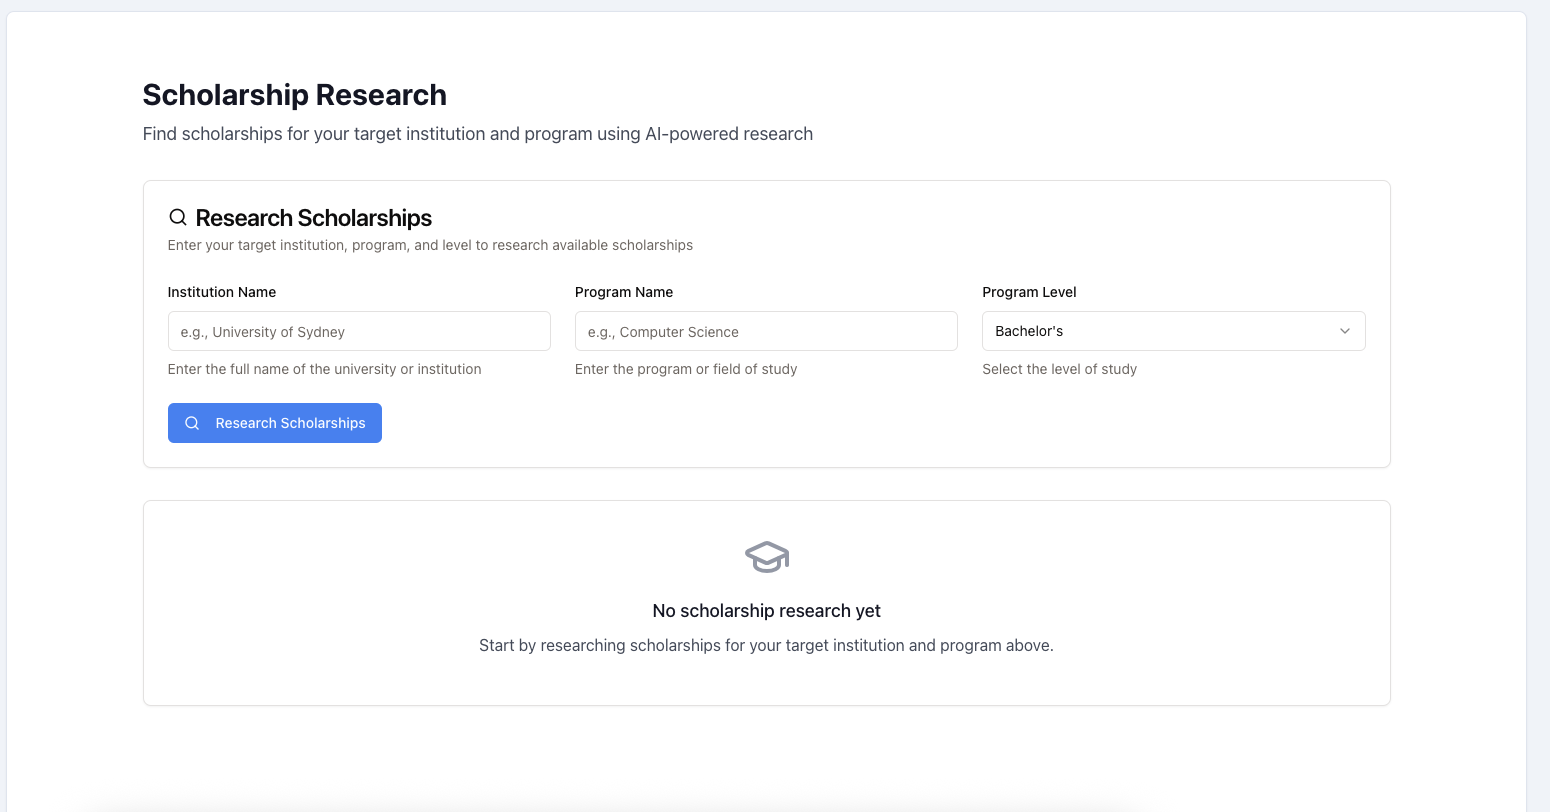 Scholarship Research
Find scholarships for your target institution and program using AI-powered research
Research Scholarships
Enter your target institution, program, and level to research available scholarships
Institution Name
e.g., University of Sydney
Enter the full name of the university or institution
Program Name
e.g., Computer Science
Enter the program or field of study
Program Level
Bachelor's
Select the level of study
Research Scholarships
No scholarship research yet
Start by researching scholarships for your target institution and program above.